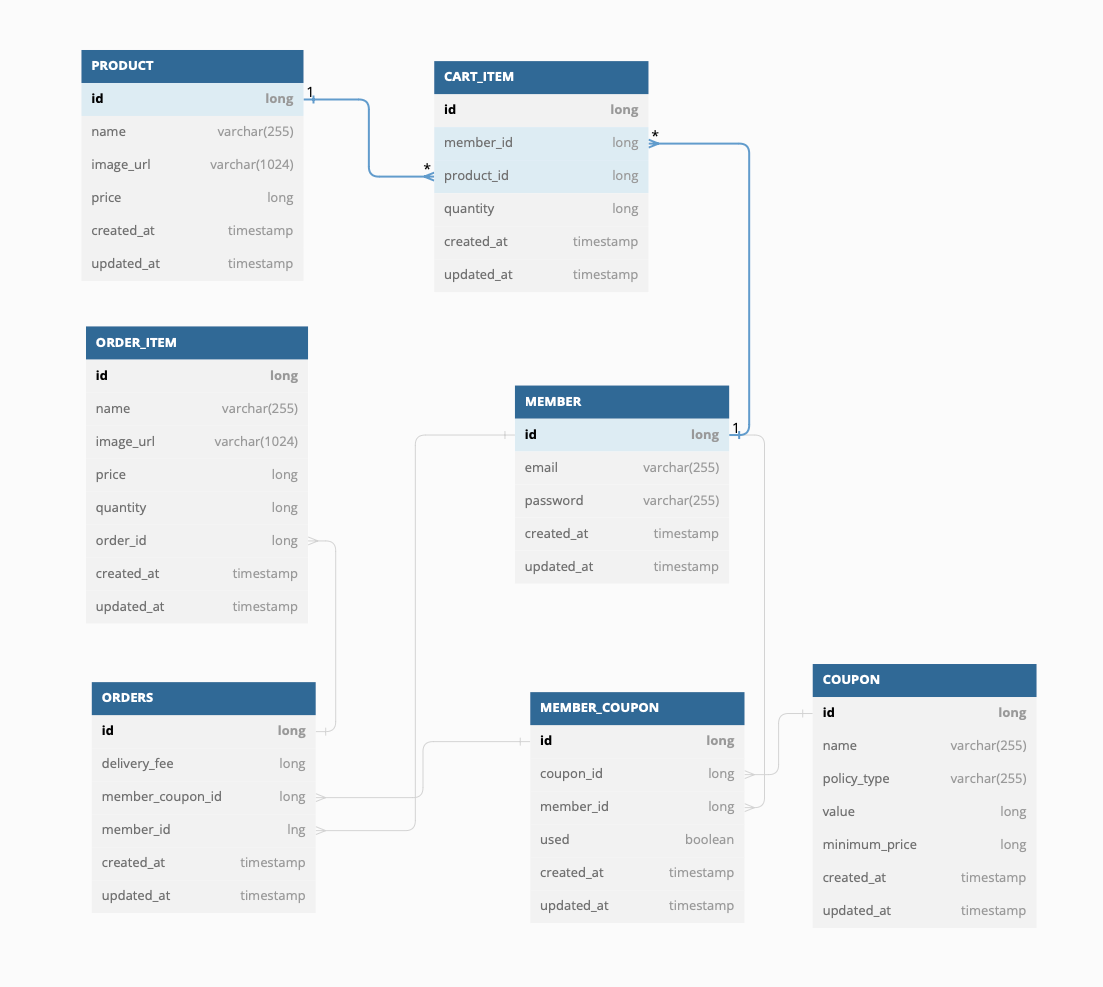 PRODUCT
id long
name varchar(255)
image_url varchar(1024)
price long
created_at timestamp
updated_at timestamp
1
*
CART_ITEM
id long
member_id long
product_id long
quantity long
created_at timestamp
updated_at timestamp
*
ORDER_ITEM
id long
name varchar(255)
image_url varchar(1024)
price long
quantity long
order_id long
created_at timestamp
updated_at timestamp
MEMBER
id long
email varchar(255)
password varchar(255)
created_at timestamp
updated_at timestamp
1
ORDERS
id long
delivery_fee long
member_coupon_id long
member_id lng
created_at timestamp
updated_at timestamp
MEMBER_COUPON
id long
coupon_id long
member_id long
used boolean
created_at timestamp
updated_at timestamp
COUPON
id long
name varchar(255)
policy_type varchar(255)
value long
minimum_price long
created_at timestamp
updated_at timestamp